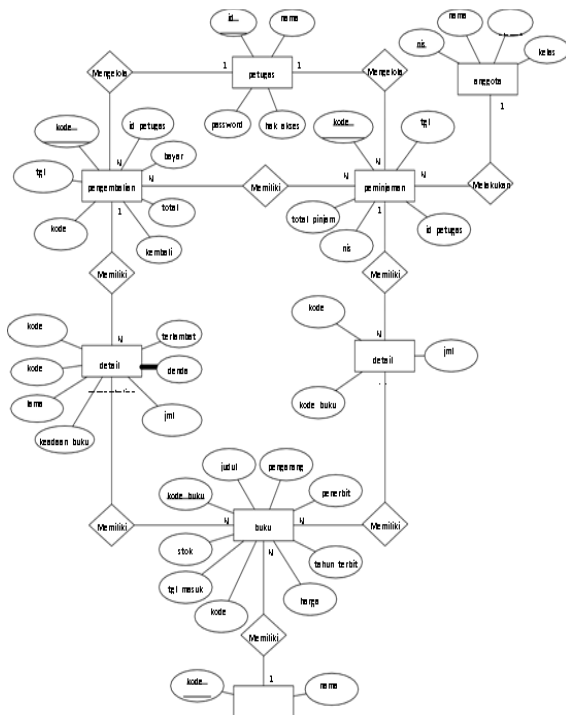 id...
nama
nama
nis
kelas
Mengelola
1
petugas
1
Mengelola
anggota
password
hak akses
1
kode...
id petugas
kode...
tgl
tgl
bayar
N
N
N
pengembalian
N
Memiliki
N
peminjaman
N
Melakukan
1
total
total pinjam
1
kode
kembali
nis
id petugas
Memiliki
Memiliki
kode
terlambat
kode
N
N
kode
detail
denda
detail
jml
lama
keadaan buku
jml
kode buku
judul
pengarang
kode buku
penerbit
Memiliki
N
buku
N
Memiliki
stok
N
tahun terbit
tgl masuk
kode
harga
Memiliki
1
kode...
nama